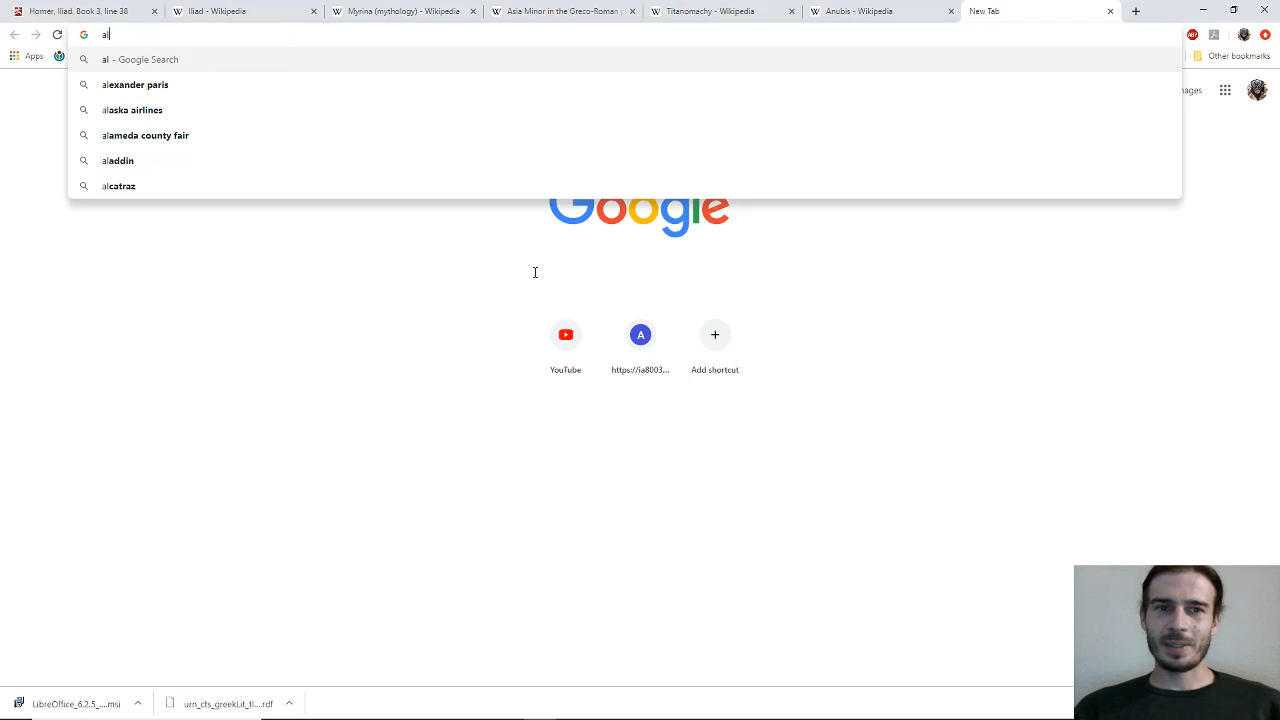 Homer, Iliad, Book 3, line 38
Iliad - Wikipedia
Myrina (mythology) - Wikipedia
Asia Minor in the Greco-Roman
Titanomachy - Wikipedia
Anubis - Wikipedia
New Tab
al
Apps
al - Google Search
Other bookmarks
alexander paris
ages
alaska airlines
alameda county fair
aladdin
alcatraz
Google
A
YouTube
https://ia8003...
Add shortcut
LibreOffice_6.2.5_....msi
urn_cts_greekLit_tl....rdf